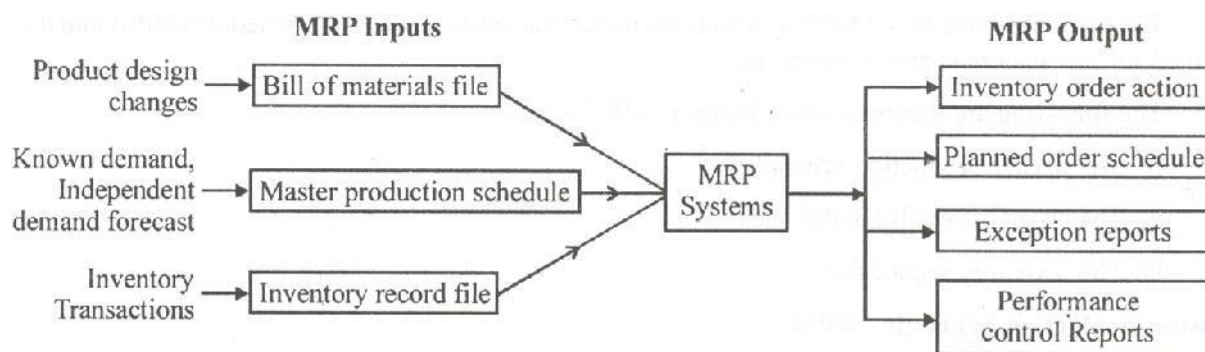 MRP Inputs
MRP Output
Product design
changes
Bill of materials file
Known demand,
Independent
demand forecast
Master production schedule
Inventory
Transactions
Inventory record file
MRP
Systems
Inventory order action
Planned order schedule
Exception reports
Performance
control Reports